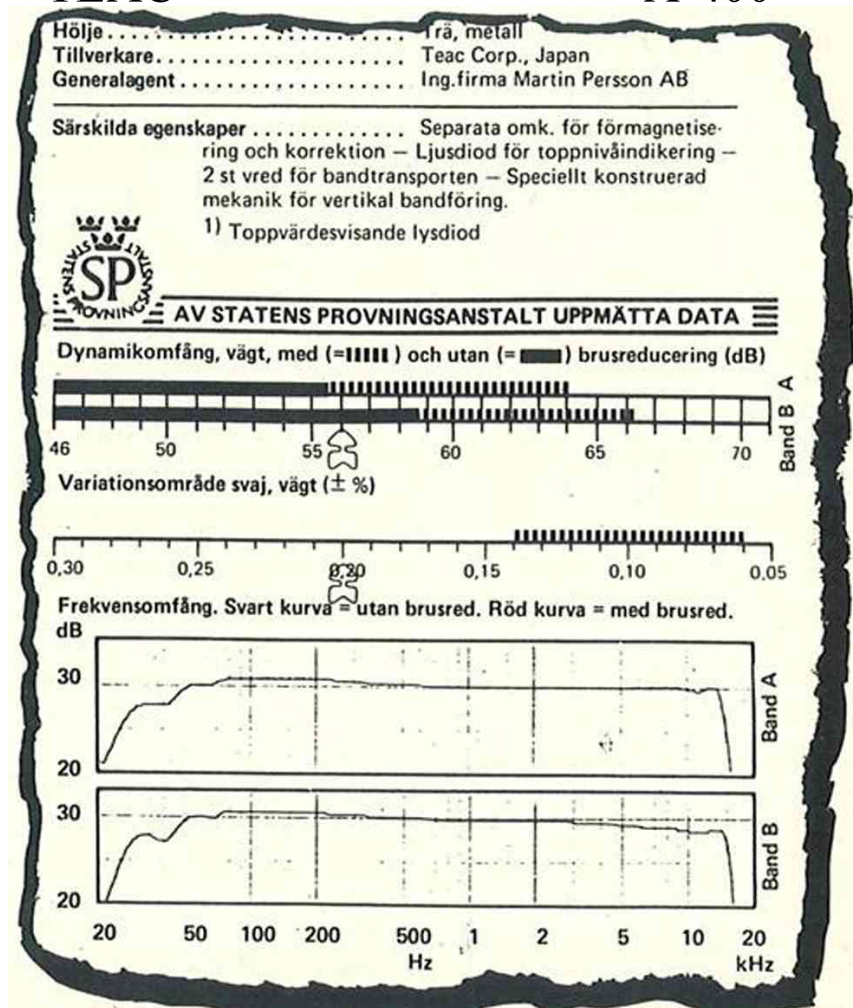 TEAC A-400
Hölje . . . . . . . . . . . . . . . . . . . . . . . Trä, metall
Tillverkare . . . . . . . . . . . . . . . . . . . . Teac Corp., Japan
Generalagent . . . . . . . . . . . . . . . . . . Ing.firma Martin Persson AB
Särskilda egenskaper . . . . . . . . . . . . . Separata omk. för förmagnetise-
ring och korrektion – Ljusdiod för toppnivåindikering –
2 st vred för bandtransporten – Speciellt konstruerad
mekanik för vertikal bandföring.
1) Toppvärdesvisande lysdiod
STATENS PROVNINGSANSTALT
SP
AV STATENS PROVNINGSANSTALT UPPMÄTTA DATA
Dynamikomfång, vägt, med (= ) och utan (= ) brusreducering (dB)
Band B A
46 50 55 60 65 70
Variationsområde svaj, vägt (± %)
0,30 0,25 0,20 0,15 0,10 0.05
Frekvensomfång. Svart kurva = utan brusred. Röd kurva = med brusred.
dB
30
20
Band A
30
20
Band B
20 50 100 200 500 1 2 5 10 20
Hz kHz